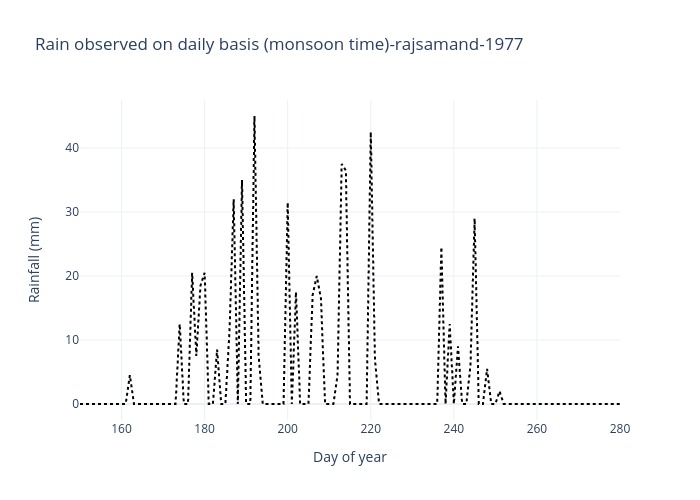 Rain observed on daily basis (monsoon time)-rajsamand-1977
40
30
20
10
0
Rainfall (mm)
160 180 200 220 240 260 280
Day of year